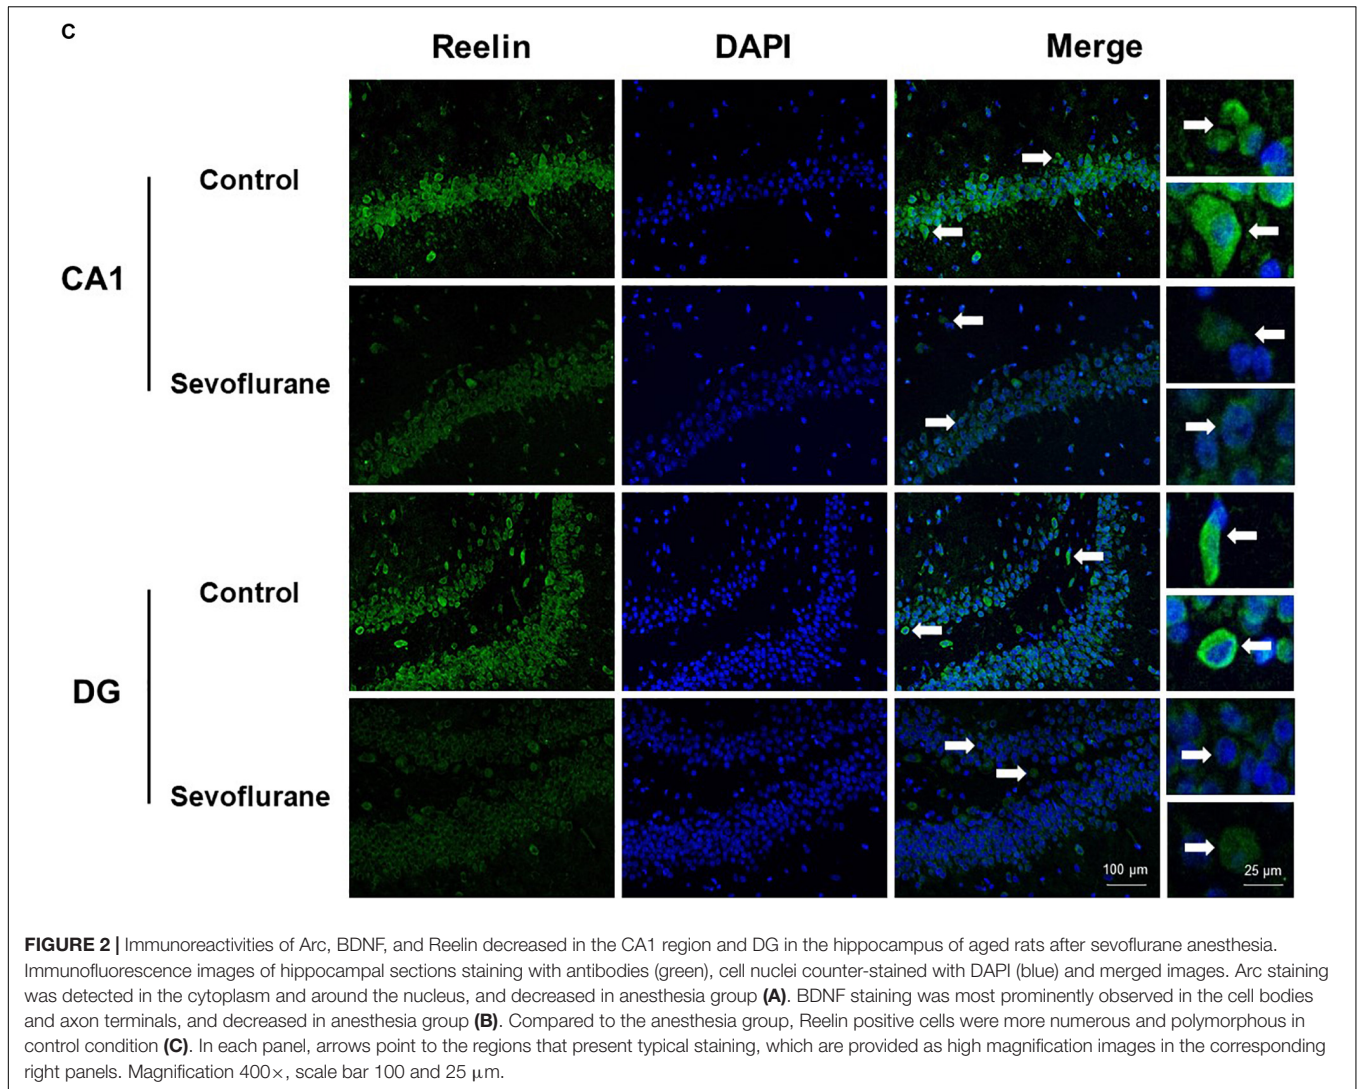 C
Reelin DAPI Merge
Control
CA1
Sevoflurane
Control
DG
Sevoflurane
100 µm 25 µm
FIGURE 2 | Immunoreactivities of Arc, BDNF, and Reelin decreased in the CA1 region and DG in the hippocampus of aged rats after sevoflurane anesthesia.
Immunofluorescence images of hippocampal sections staining with antibodies (green), cell nuclei counter-stained with DAPI (blue) and merged images. Arc staining
was detected in the cytoplasm and around the nucleus, and decreased in anesthesia group (A). BDNF staining was most prominently observed in the cell bodies
and axon terminals, and decreased in anesthesia group (B). Compared to the anesthesia group, Reelin positive cells were more numerous and polymorphous in
control condition (C). In each panel, arrows point to the regions that present typical staining, which are provided as high magnification images in the corresponding
right panels. Magnification 400×, scale bar 100 and 25 µm.